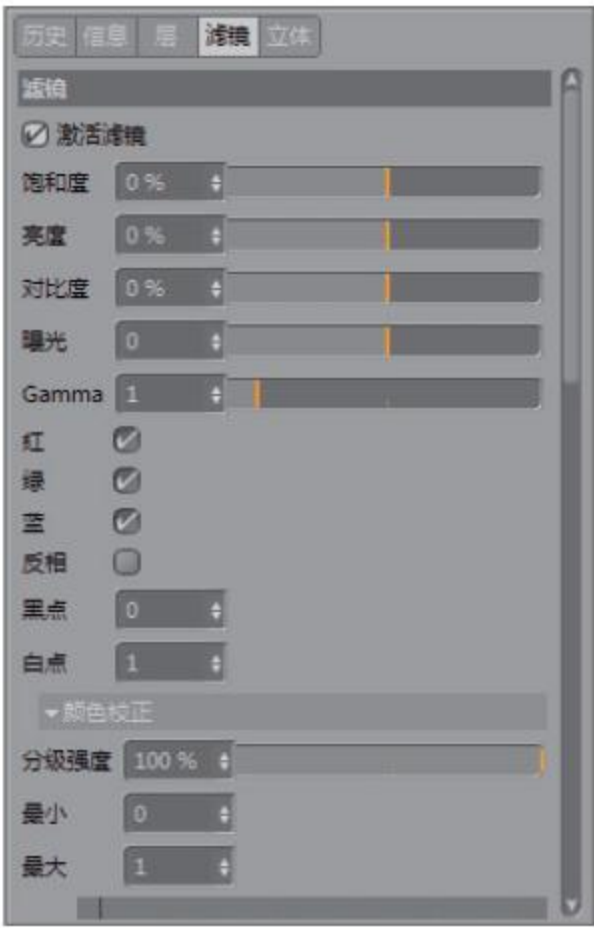 历史 信息 层 滤镜 立体
滤镜
激活滤镜
饱和度 0 %
亮度 0 %
对比度 0 %
曝光 0
Gamma 1
红
绿
蓝
反相
黑点 0
白点 1
颜色校正
分级强度 100 %
最小 0
最大 1